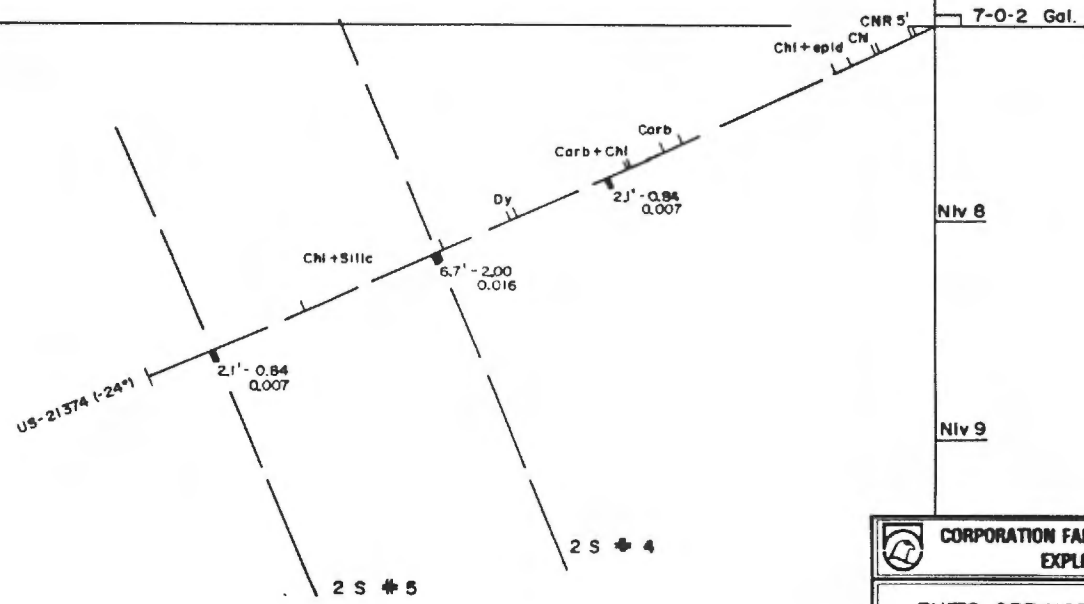 7-0-2 Gal.
CNR 5'
Chl
Chl + epid
Carb
Carb + Chl
2.1' - 0.84
0.007
Niv 8
Dy
Chl + Silic
6.7' - 2.00
0.016
2.1' - 0.84
0.007
US-21374 (-24°)
Niv 9
2 S # 4
2 S # 5
CORPORATION